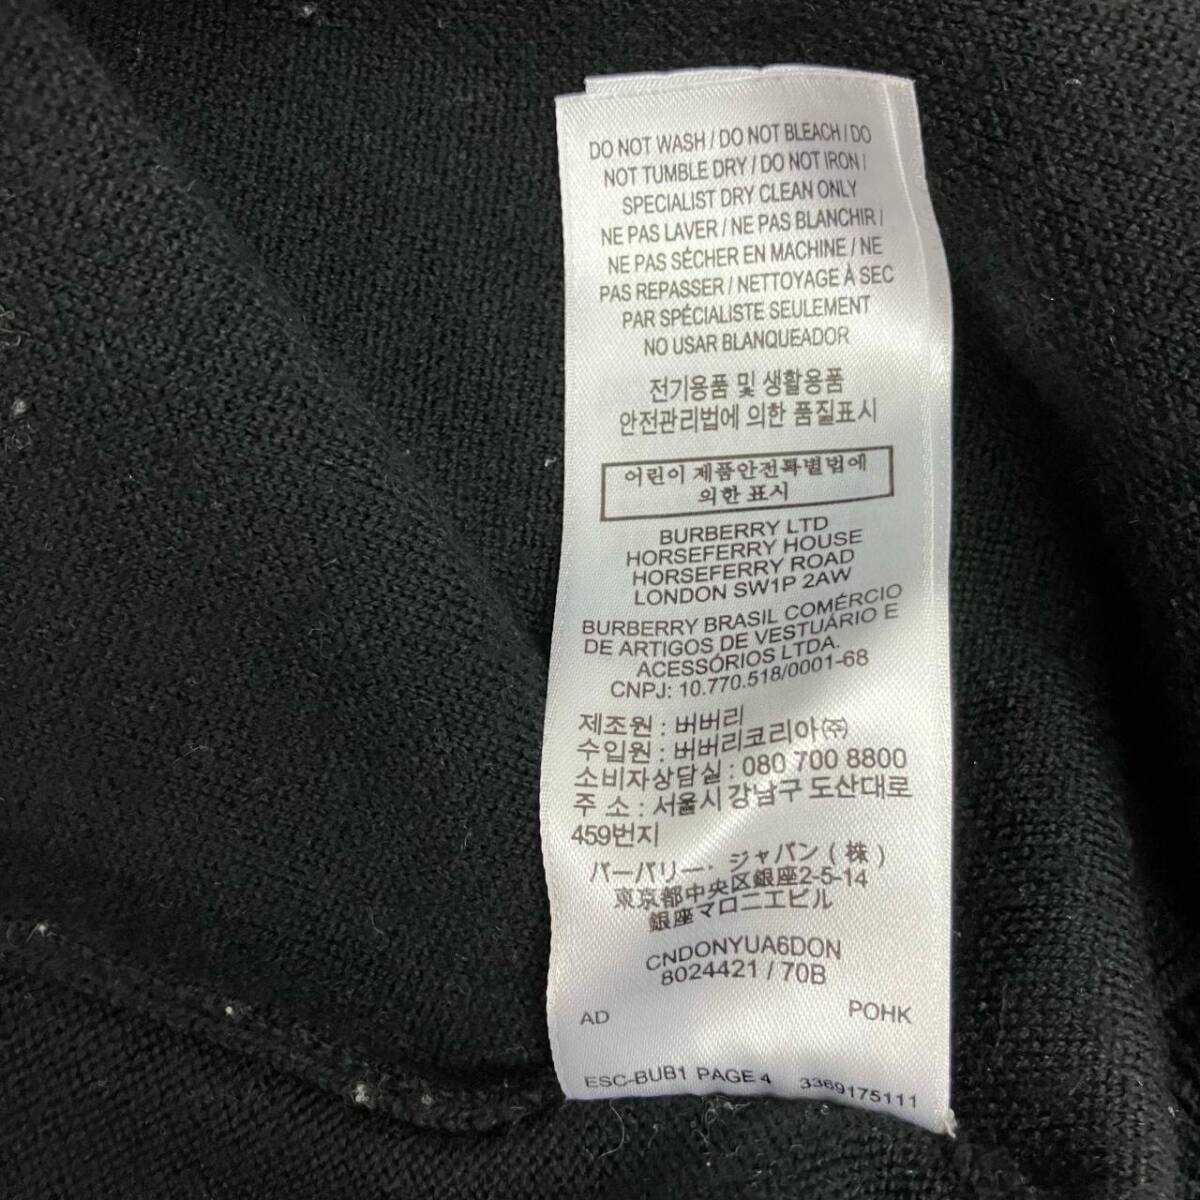 DO NOT WASH / DO NOT BLEACH / DO
NOT TUMBLE DRY / DO NOT IRON /
SPECIALIST DRY CLEAN ONLY
NE PAS LAVER / NE PAS BLANCHIR /
NE PAS SÉCHER EN MACHINE / NE
PAS REPASSER / NETTOYAGE À SEC
PAR SPÉCIALISTE SEULEMENT
NO USAR BLANQUEADOR
전기용품 및 생활용품
안전관리법에 의한 품질표시
어린이 제품안전특별법에
의한 표시
BURBERRY LTD
HORSEFERRY HOUSE
HORSEFERRY ROAD
LONDON SW1P 2AW
BURBERRY BRASIL COMÉRCIO
DE ARTIGOS DE VESTUÁRIO E
ACESSÓRIOS LTDA.
CNPJ: 10.770.518/0001-68
제조원 : 버버리
수입원 : 버버리코리아㈜
소비자상담실 : 080 700 8800
주 소 : 서울시 강남구 도산대로
459번지
バーバリー・ジャパン(株)
東京都中央区銀座2-5-14
銀座マロニエビル
CNDONYUA6DON
8024421 / 70B
AD POHK
ESC-BUB1 PAGE 4 3369175111